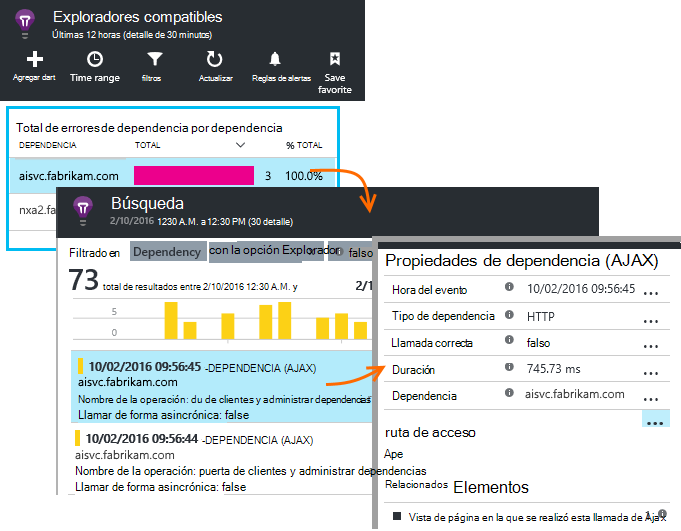 Exploradores compatibles
Últimas 12 horas (detalle de 30 minutos)
Agregar dart Time range filtros Actualizar Reglas de alertas Save favorite
Total de errores de dependencia por dependencia
DEPENDENCIA TOTAL % TOTAL
aisvc.fabrikam.com 3 100.0%
nxa2.fa
Búsqueda
2/10/2016 1230 A.M. a 12:30 PM (30 detalle)
Filtrado en Dependency con la opción Explorador falso
73 total de resultados entre 2/10/2016 12:30 A.M. y 2/1
5
0
10/02/2016 09:56:45 -DEPENDENCIA (AJAX)
aisvc.fabrikam.com
Nombre de la operación: du de clientes y administrar dependencias
Llamar de forma asincrónica: false
10/02/2016 09:56:44 -DEPENDENCIA (AJAX)
aisvc.fabrikam.com
Nombre de la operación: puerta de clientes y administrar dependencias
Llamar de forma asincrónica: false
Propiedades de dependencia (AJAX)
Hora del evento 10/02/2016 09:56:45 ...
Tipo de dependencia HTTP ...
Llamada correcta falso ...
Duración 745.73 ms ...
Dependencia aisvc.fabrikam.com ...
...
ruta de acceso
Ape
Relacionados Elementos
Vista de página en la que se realizó esta llamada de Ajax 1